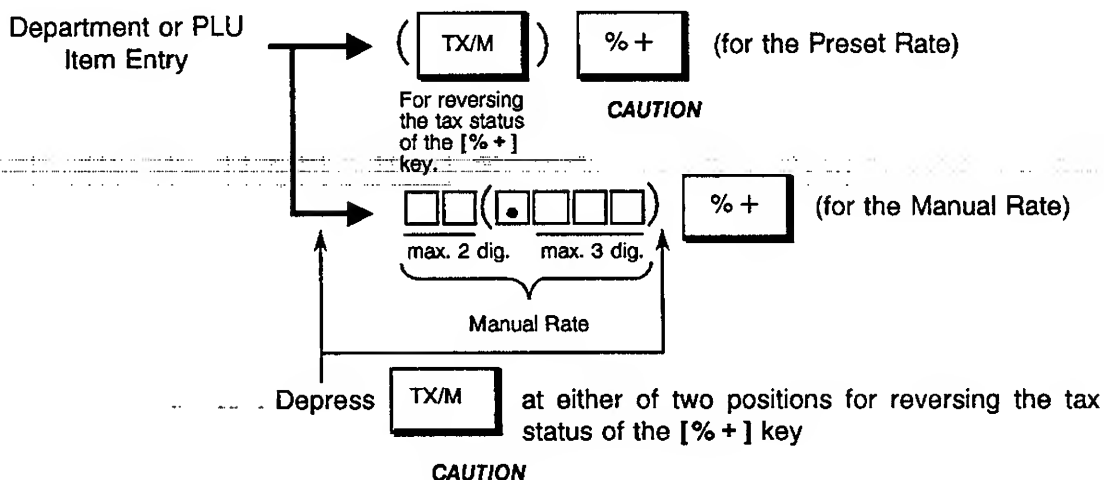 Department or PLU
Item Entry
( TX/M ) % + (for the Preset Rate)
For reversing
the tax status
of the [% +]
key.
CAUTION
( . ) % + (for the Manual Rate)
max. 2 dig. max. 3 dig.
Manual Rate
Depress TX/M at either of two positions for reversing the tax
status of the [% +] key
CAUTION